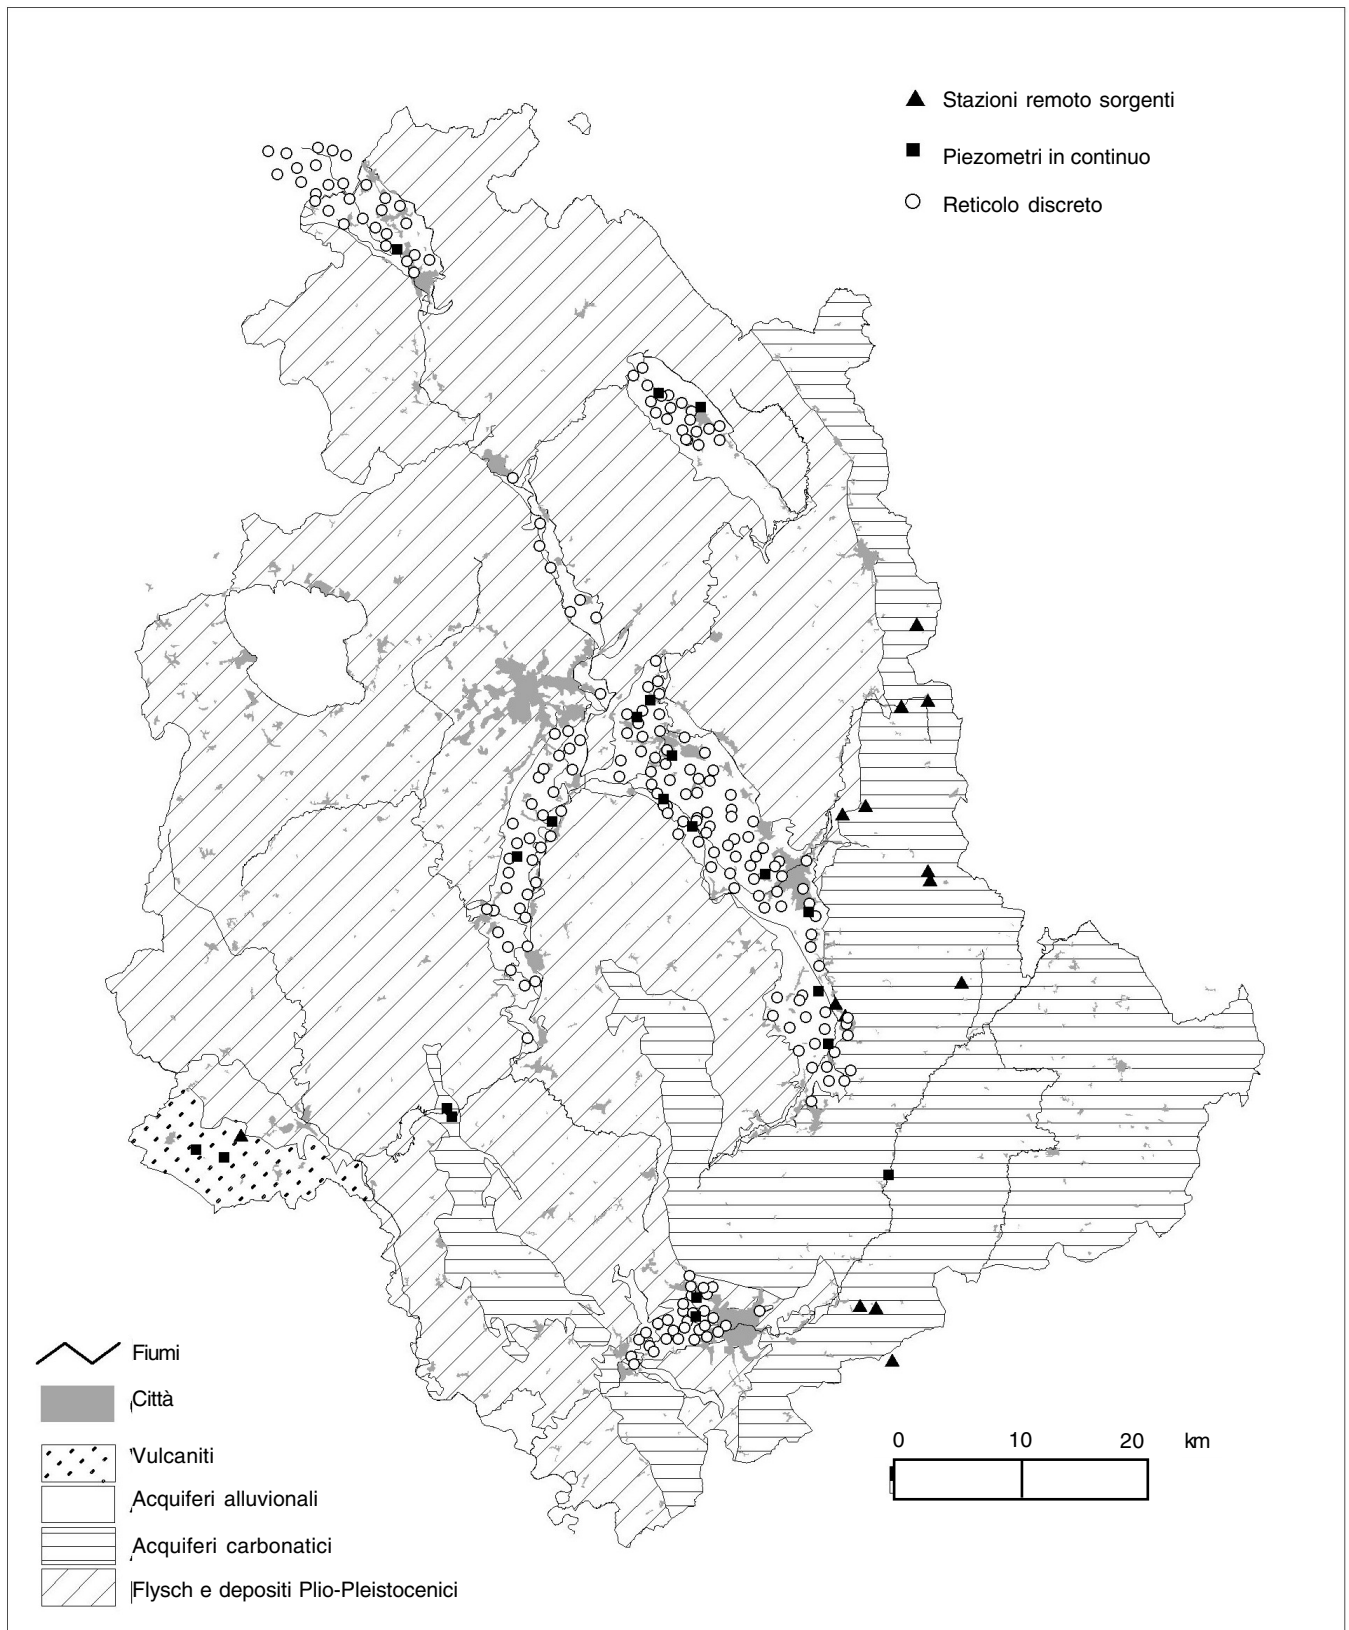 Stazioni remoto sorgenti
Piezometri in continuo
Reticolo discreto
Fiumi
Città
Vulcaniti
Acquiferi alluvionali
Acquiferi carbonatici
Flysch e depositi Plio-Pleistocenici
0 10 20 km